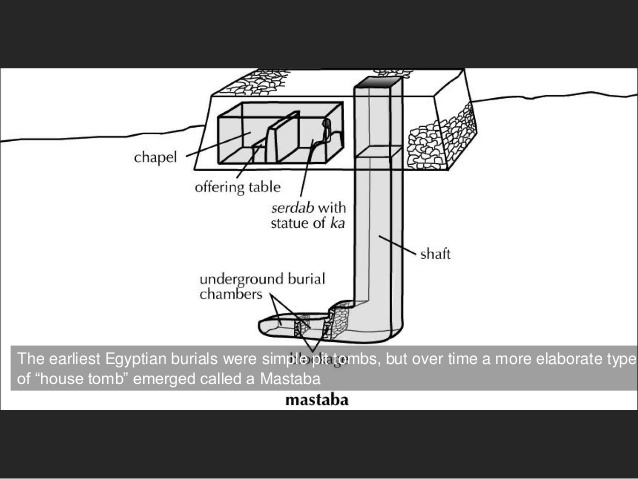 chapel
offering table
serdab with
statue of ka
shaft
underground burial
chambers
The earliest Egyptian burials were simple pit tombs, but over time a more elaborate type
of “house tomb” emerged called a Mastaba
mastaba